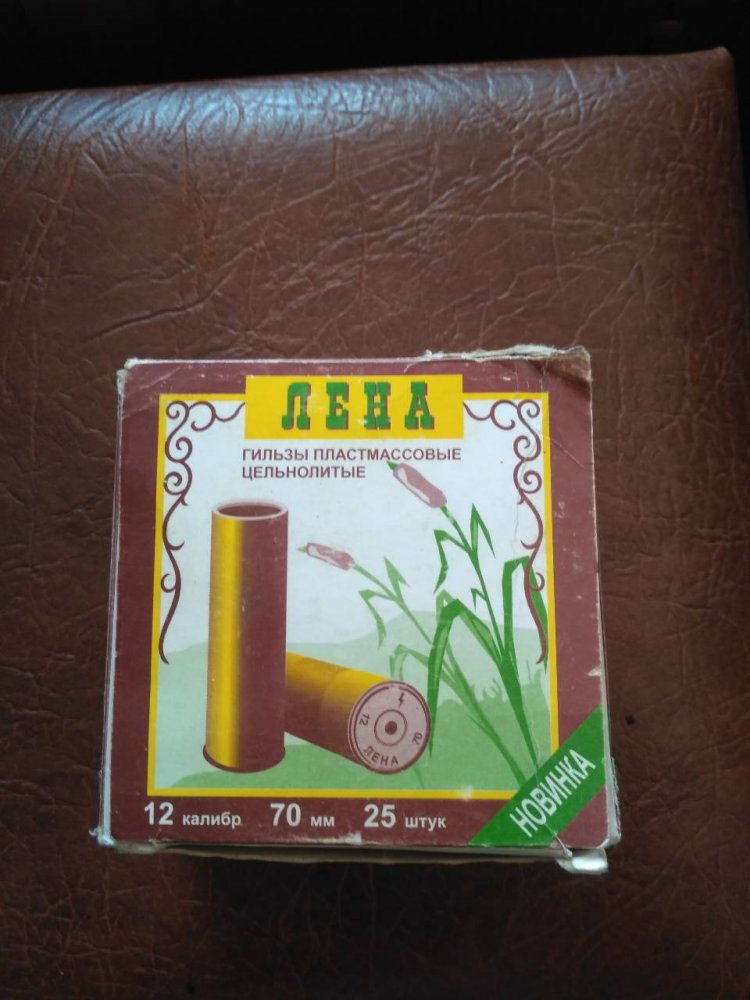 ЛЕНА
ГИЛЬЗЫ ПЛАСТМАССОВЫЕ
ЦЕЛЬНОЛИТЫЕ
12 70
ЛЕНА
12 калибр 70 мм 25 штук
НОВИНКА